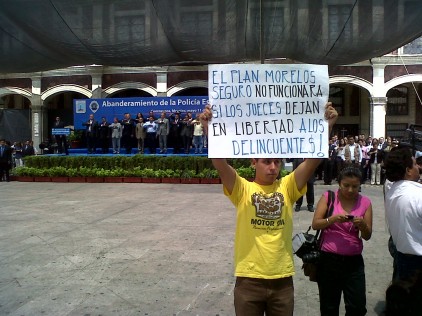 Abanderamiento de la Policía
EL PLAN MORELOS
SEGURO NO FUNCIONARA
SI LOS JUECES DEJAN
EN LIBERTAD A LOS
DELINCUENTES!
MOTOR OIL